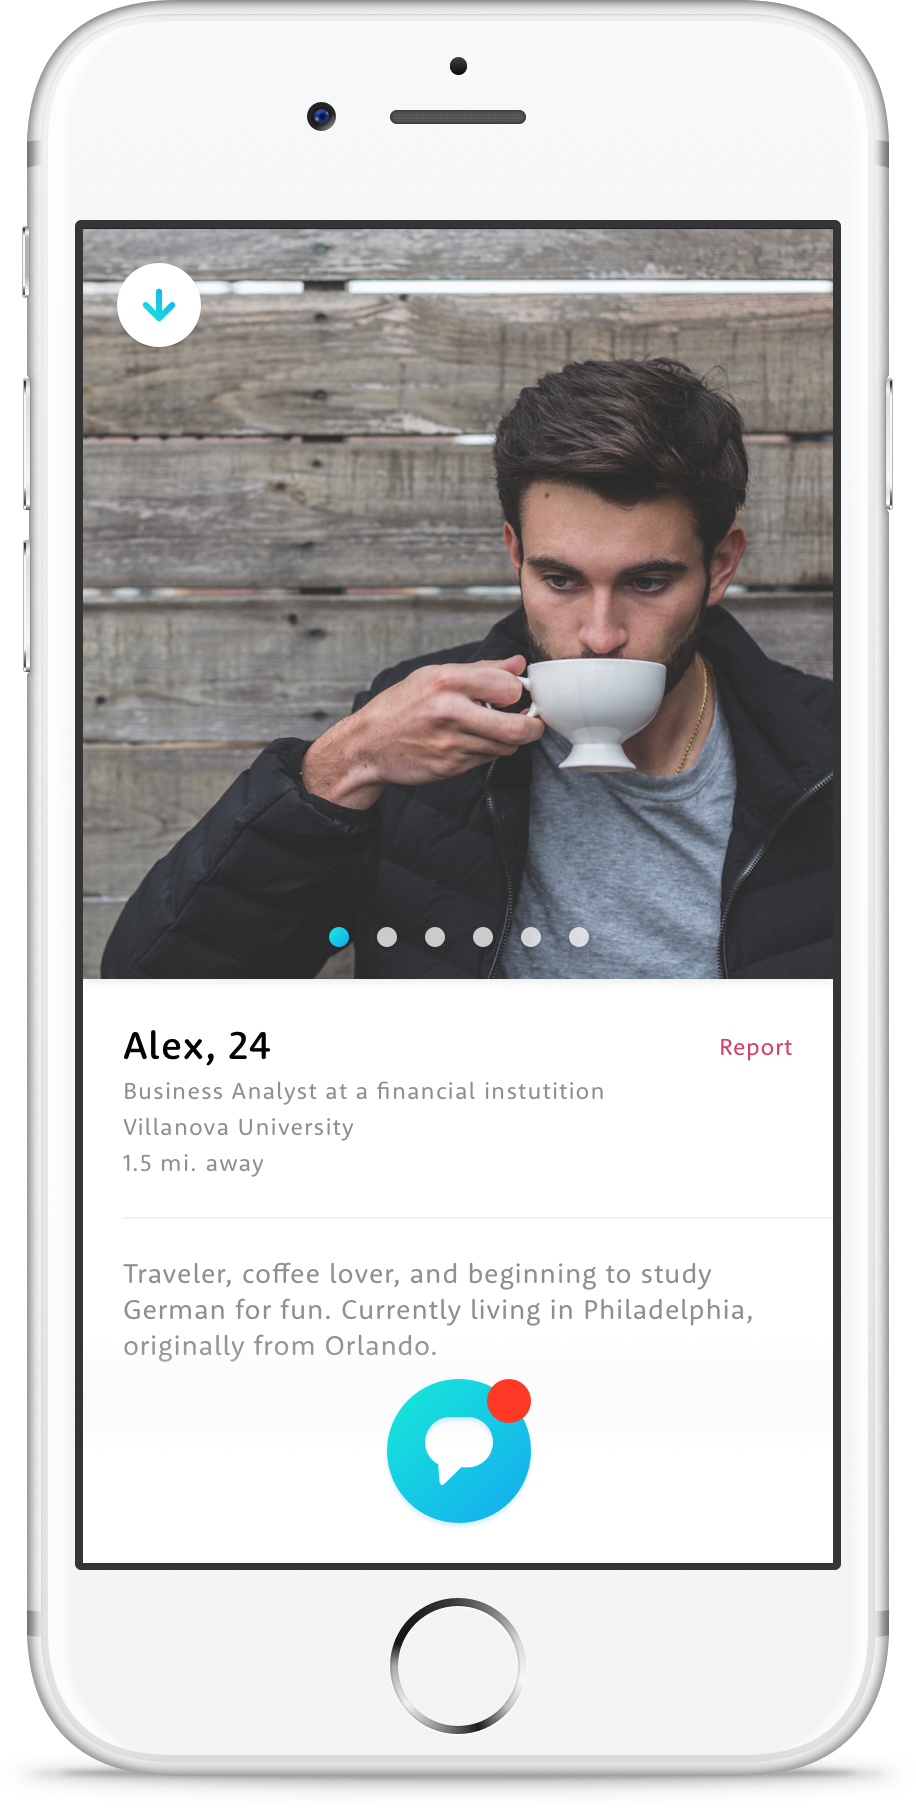 Alex, 24
Report
Business Analyst at a financial instutition
Villanova University
1.5 mi. away
Traveler, coffee lover, and beginning to study
German for fun. Currently living in Philadelphia,
originally from Orlando.